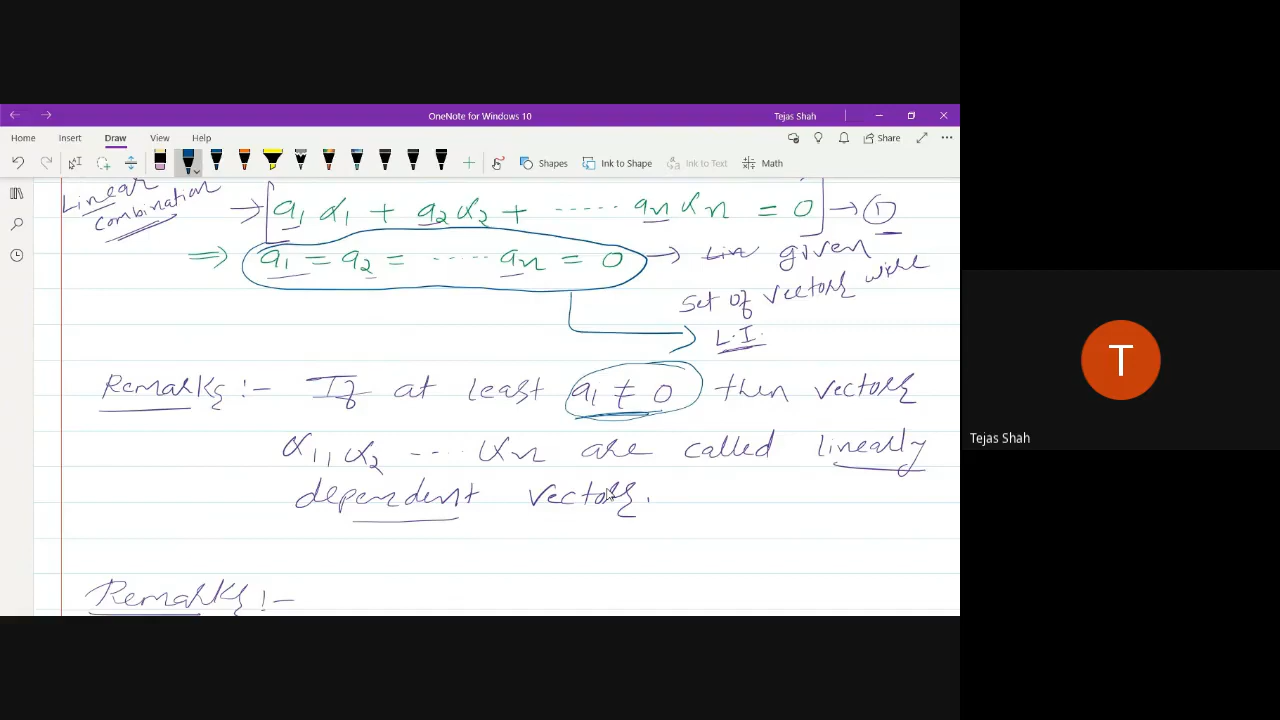 OneNote for Windows 10
Tejas Shah
Home Insert Draw View Help
Share
Shapes Ink to Shape Ink to Text Math
Linear
combination → a1 α1 + a2 α2 + ------ an αn = 0 → ①
⇒ a1 = a2 = ----- an = 0 → given
set of vectors were
L.I.
Remarks :- If at least a1 ≠ 0 then vectors
α1, α2 ---- αn are called linearly
dependent vectors.
Remarks :-
T
Tejas Shah